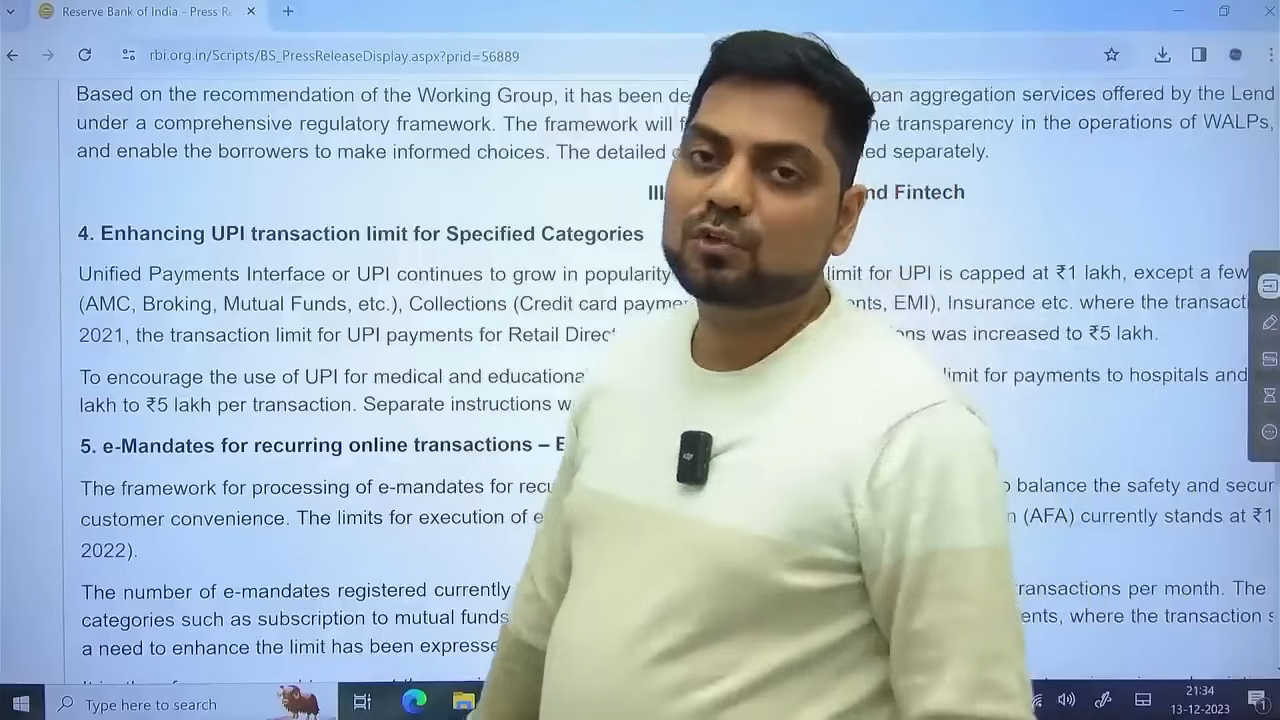 Reserve Bank of India - Press Re
rbi.org.in/Scripts/BS_PressReleaseDisplay.aspx?prid=56889
Based on the recommendation of the Working Group, it has been de loan aggregation services offered by the Lend
under a comprehensive regulatory framework. The framework will transparency in the operations of WALPs,
and enable the borrowers to make informed choices. The detailed separately.
III nd Fintech
4. Enhancing UPI transaction limit for Specified Categories
Unified Payments Interface or UPI continues to grow in popularity limit for UPI is capped at ₹1 lakh, except a few
(AMC, Broking, Mutual Funds, etc.), Collections (Credit card payme nts, EMI), Insurance etc. where the transacti
2021, the transaction limit for UPI payments for Retail Direc ns was increased to ₹5 lakh.
To encourage the use of UPI for medical and educationa limit for payments to hospitals and
lakh to ₹5 lakh per transaction. Separate instructions w
5. e-Mandates for recurring online transactions – E
The framework for processing of e-mandates for recu balance the safety and secur
customer convenience. The limits for execution of e n (AFA) currently stands at ₹1
2022).
The number of e-mandates registered currently ransactions per month. The
categories such as subscription to mutual funds ents, where the transaction s
a need to enhance the limit has been expresse
Type here to search
21:34
13-12-2023
1